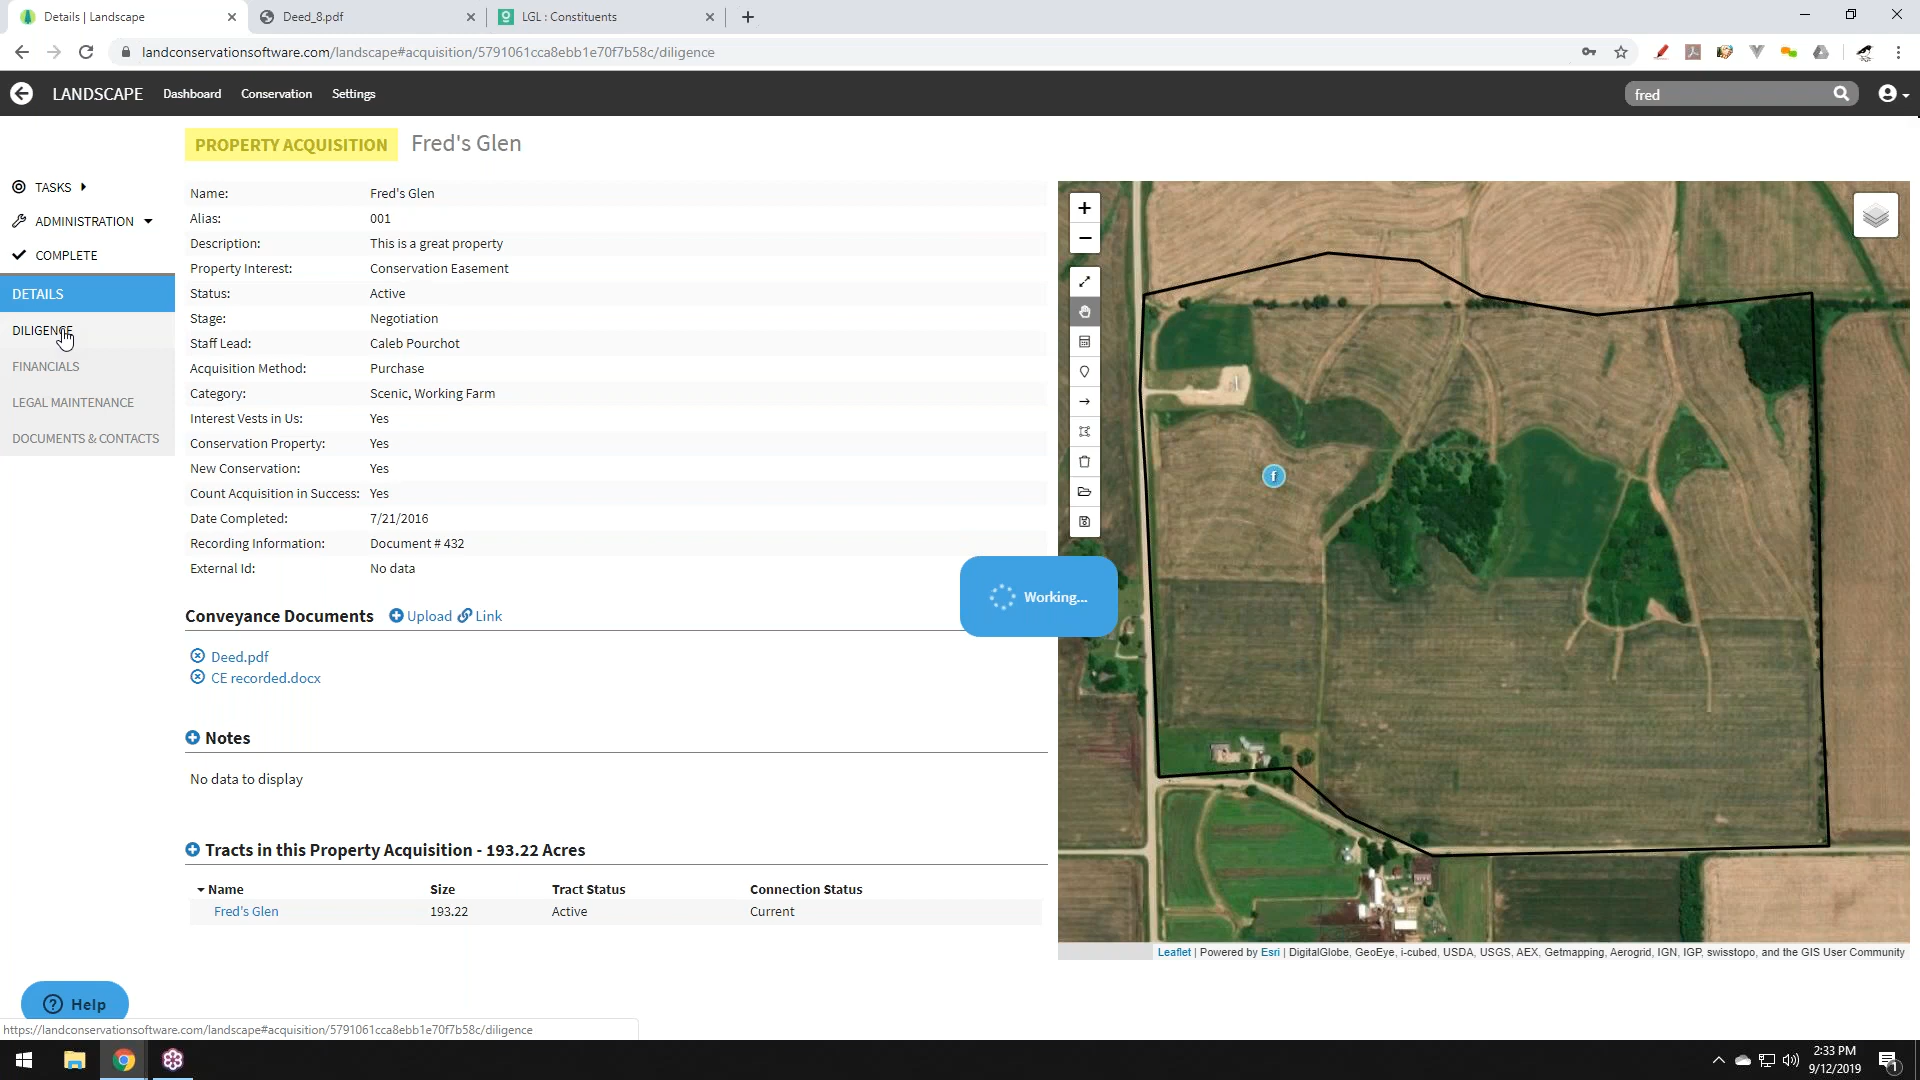 Details | Landscape
Deed_8.pdf
LGL : Constituents
landconservationsoftware.com/landscape#acquisition/5791061cca8ebb1e70f7b58c/diligence
LANDSCAPE
Dashboard
Conservation
Settings
fred
PROPERTY ACQUISITION
Fred's Glen
TASKS
ADMINISTRATION
COMPLETE
DETAILS
DILIGENCE
FINANCIALS
LEGAL MAINTENANCE
DOCUMENTS & CONTACTS
Name: Fred's Glen
Alias: 001
Description: This is a great property
Property Interest: Conservation Easement
Status: Active
Stage: Negotiation
Staff Lead: Caleb Pourchot
Acquisition Method: Purchase
Category: Scenic, Working Farm
Interest Vests in Us: Yes
Conservation Property: Yes
New Conservation: Yes
Count Acquisition in Success: Yes
Date Completed: 7/21/2016
Recording Information: Document # 432
External Id: No data
Conveyance Documents Upload Link
Deed.pdf
CE recorded.docx
Notes
No data to display
Tracts in this Property Acquisition - 193.22 Acres
Name Size Tract Status Connection Status
Fred's Glen 193.22 Active Current
+
−
f
Working...
Leaflet | Powered by Esri | DigitalGlobe, GeoEye, i-cubed, USDA, USGS, AEX, Getmapping, Aerogrid, IGN, IGP, swisstopo, and the GIS User Community
Help
https://landconservationsoftware.com/landscape#acquisition/5791061cca8ebb1e70f7b58c/diligence
2:33 PM
9/12/2019
1